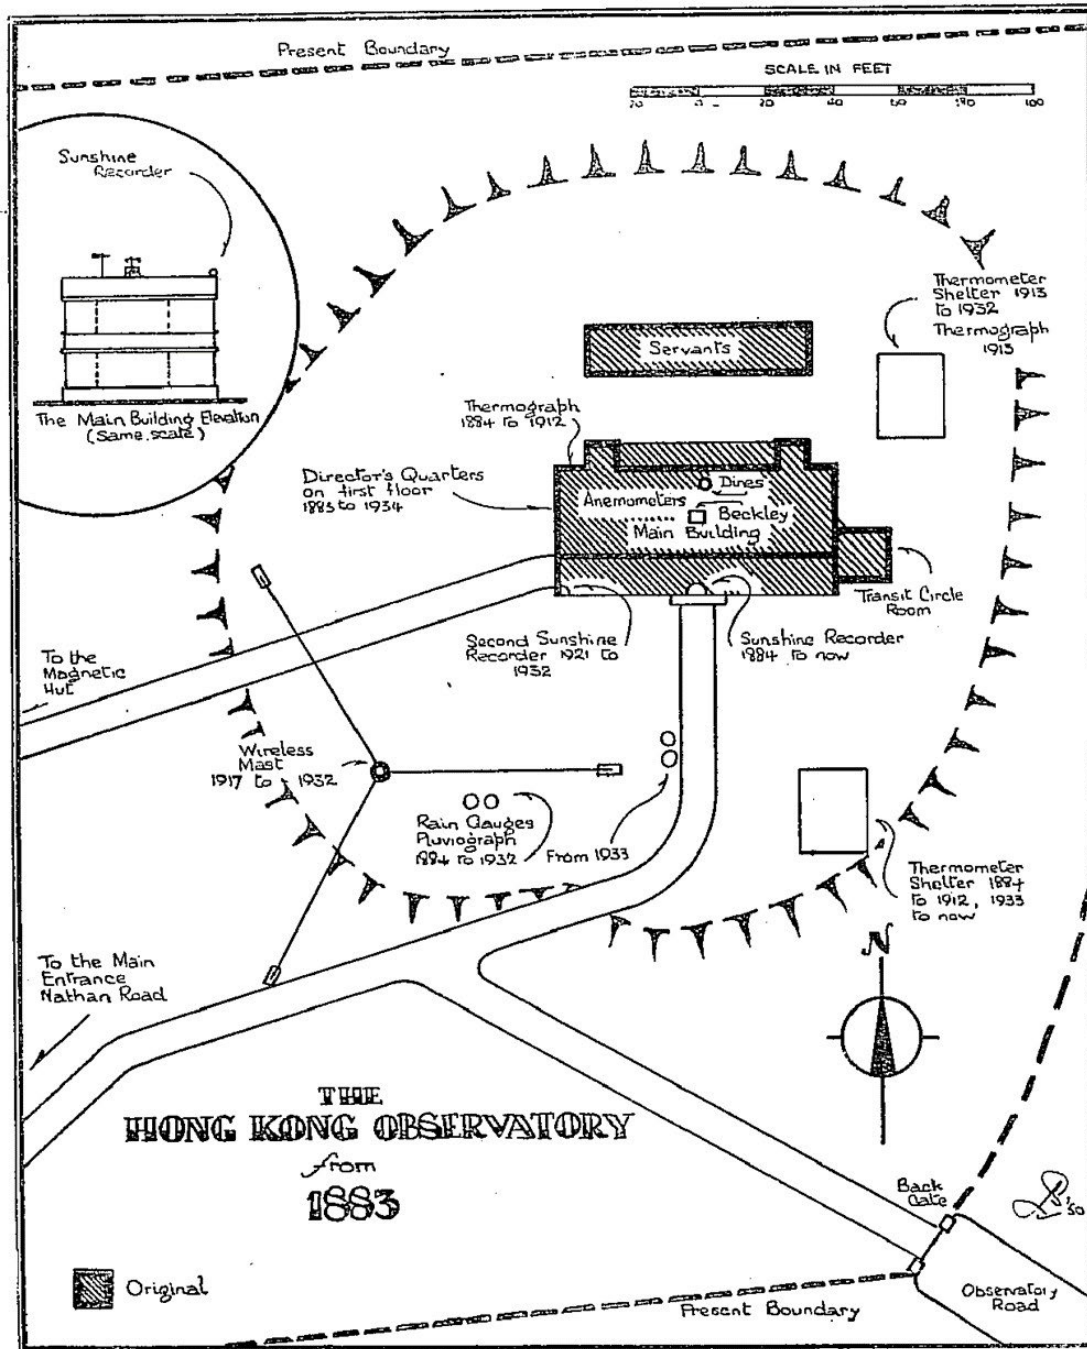 Present Boundary
SCALE IN FEET
20 0 20 40 60 180 100
Sunshine
Recorder
The Main Building Elevation
(Same scale)
Thermometer
Shelter 1913
to 1932
Thermograph
1913
Servants
Thermograph
1884 to 1912
Director's Quarters
on first floor
1883 to 1934
Dines
Anemometers
Beckley
Main Building
Transit Circle
Room
Second Sunshine
Recorder 1921 to
1932
Sunshine Recorder
1884 to now
To the
Magnetic
Hut
Wireless
Mast
1917 to 1932
Rain Gauges
Pluviograph
1884 to 1932
From 1933
Thermometer
Shelter 1884
to 1912, 1933
to now
To the Main
Entrance
Nathan Road
N
THE
HONG KONG OBSERVATORY
from
1883
Back
Gate
Original
Present Boundary
Observatory
Road